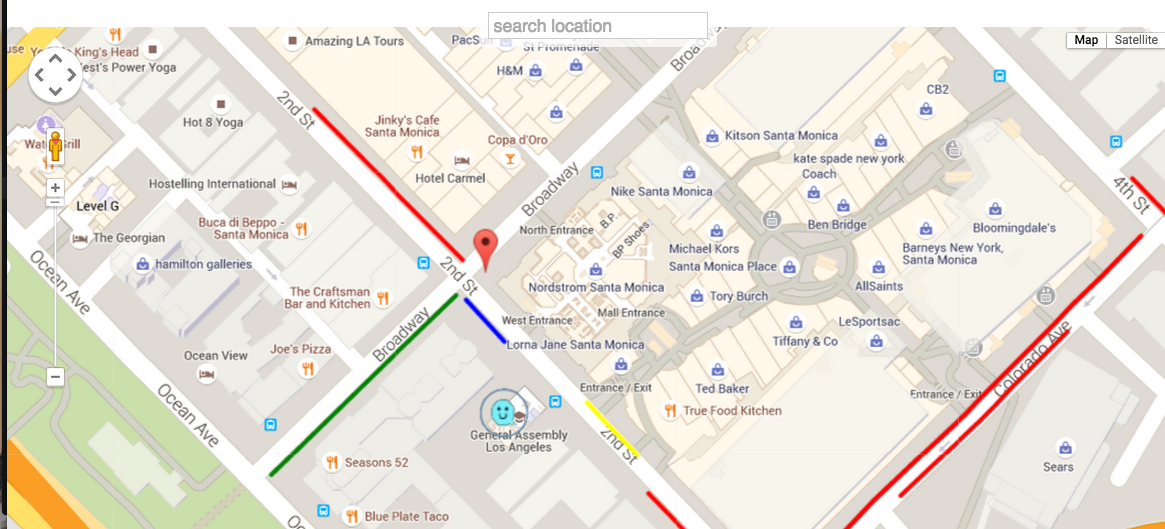 search location
Map
Satellite
use
King's Head
Yest's Power Yoga
Amazing LA Tours
PacSun
St Promenade
Broadway
H&M
CB2
Hot 8 Yoga
2nd St
Jinky's Cafe
Santa Monica
Copa d'Oro
Kitson Santa Monica
kate spade new york
Coach
Hostelling International
Hotel Carmel
Broadway
Nike Santa Monica
4th St
Level G
Buca di Beppo -
Santa Monica
North Entrance
B.P.
BP Shoes
Ben Bridge
Bloomingdale's
The Georgian
Michael Kors
Barneys New York,
Santa Monica
hamilton galleries
2nd St
Santa Monica Place
Ocean Ave
Nordstrom Santa Monica
AllSaints
The Craftsman
Bar and Kitchen
Tory Burch
West Entrance
Mall Entrance
LeSportsac
Broadway
Lorna Jane Santa Monica
Tiffany & Co
Colorado Ave
Ocean View
Joe's Pizza
Entrance / Exit
Ted Baker
Entrance / Exit
Ocean Ave
True Food Kitchen
General Assembly
Los Angeles
2nd St
Seasons 52
Sears
Blue Plate Taco